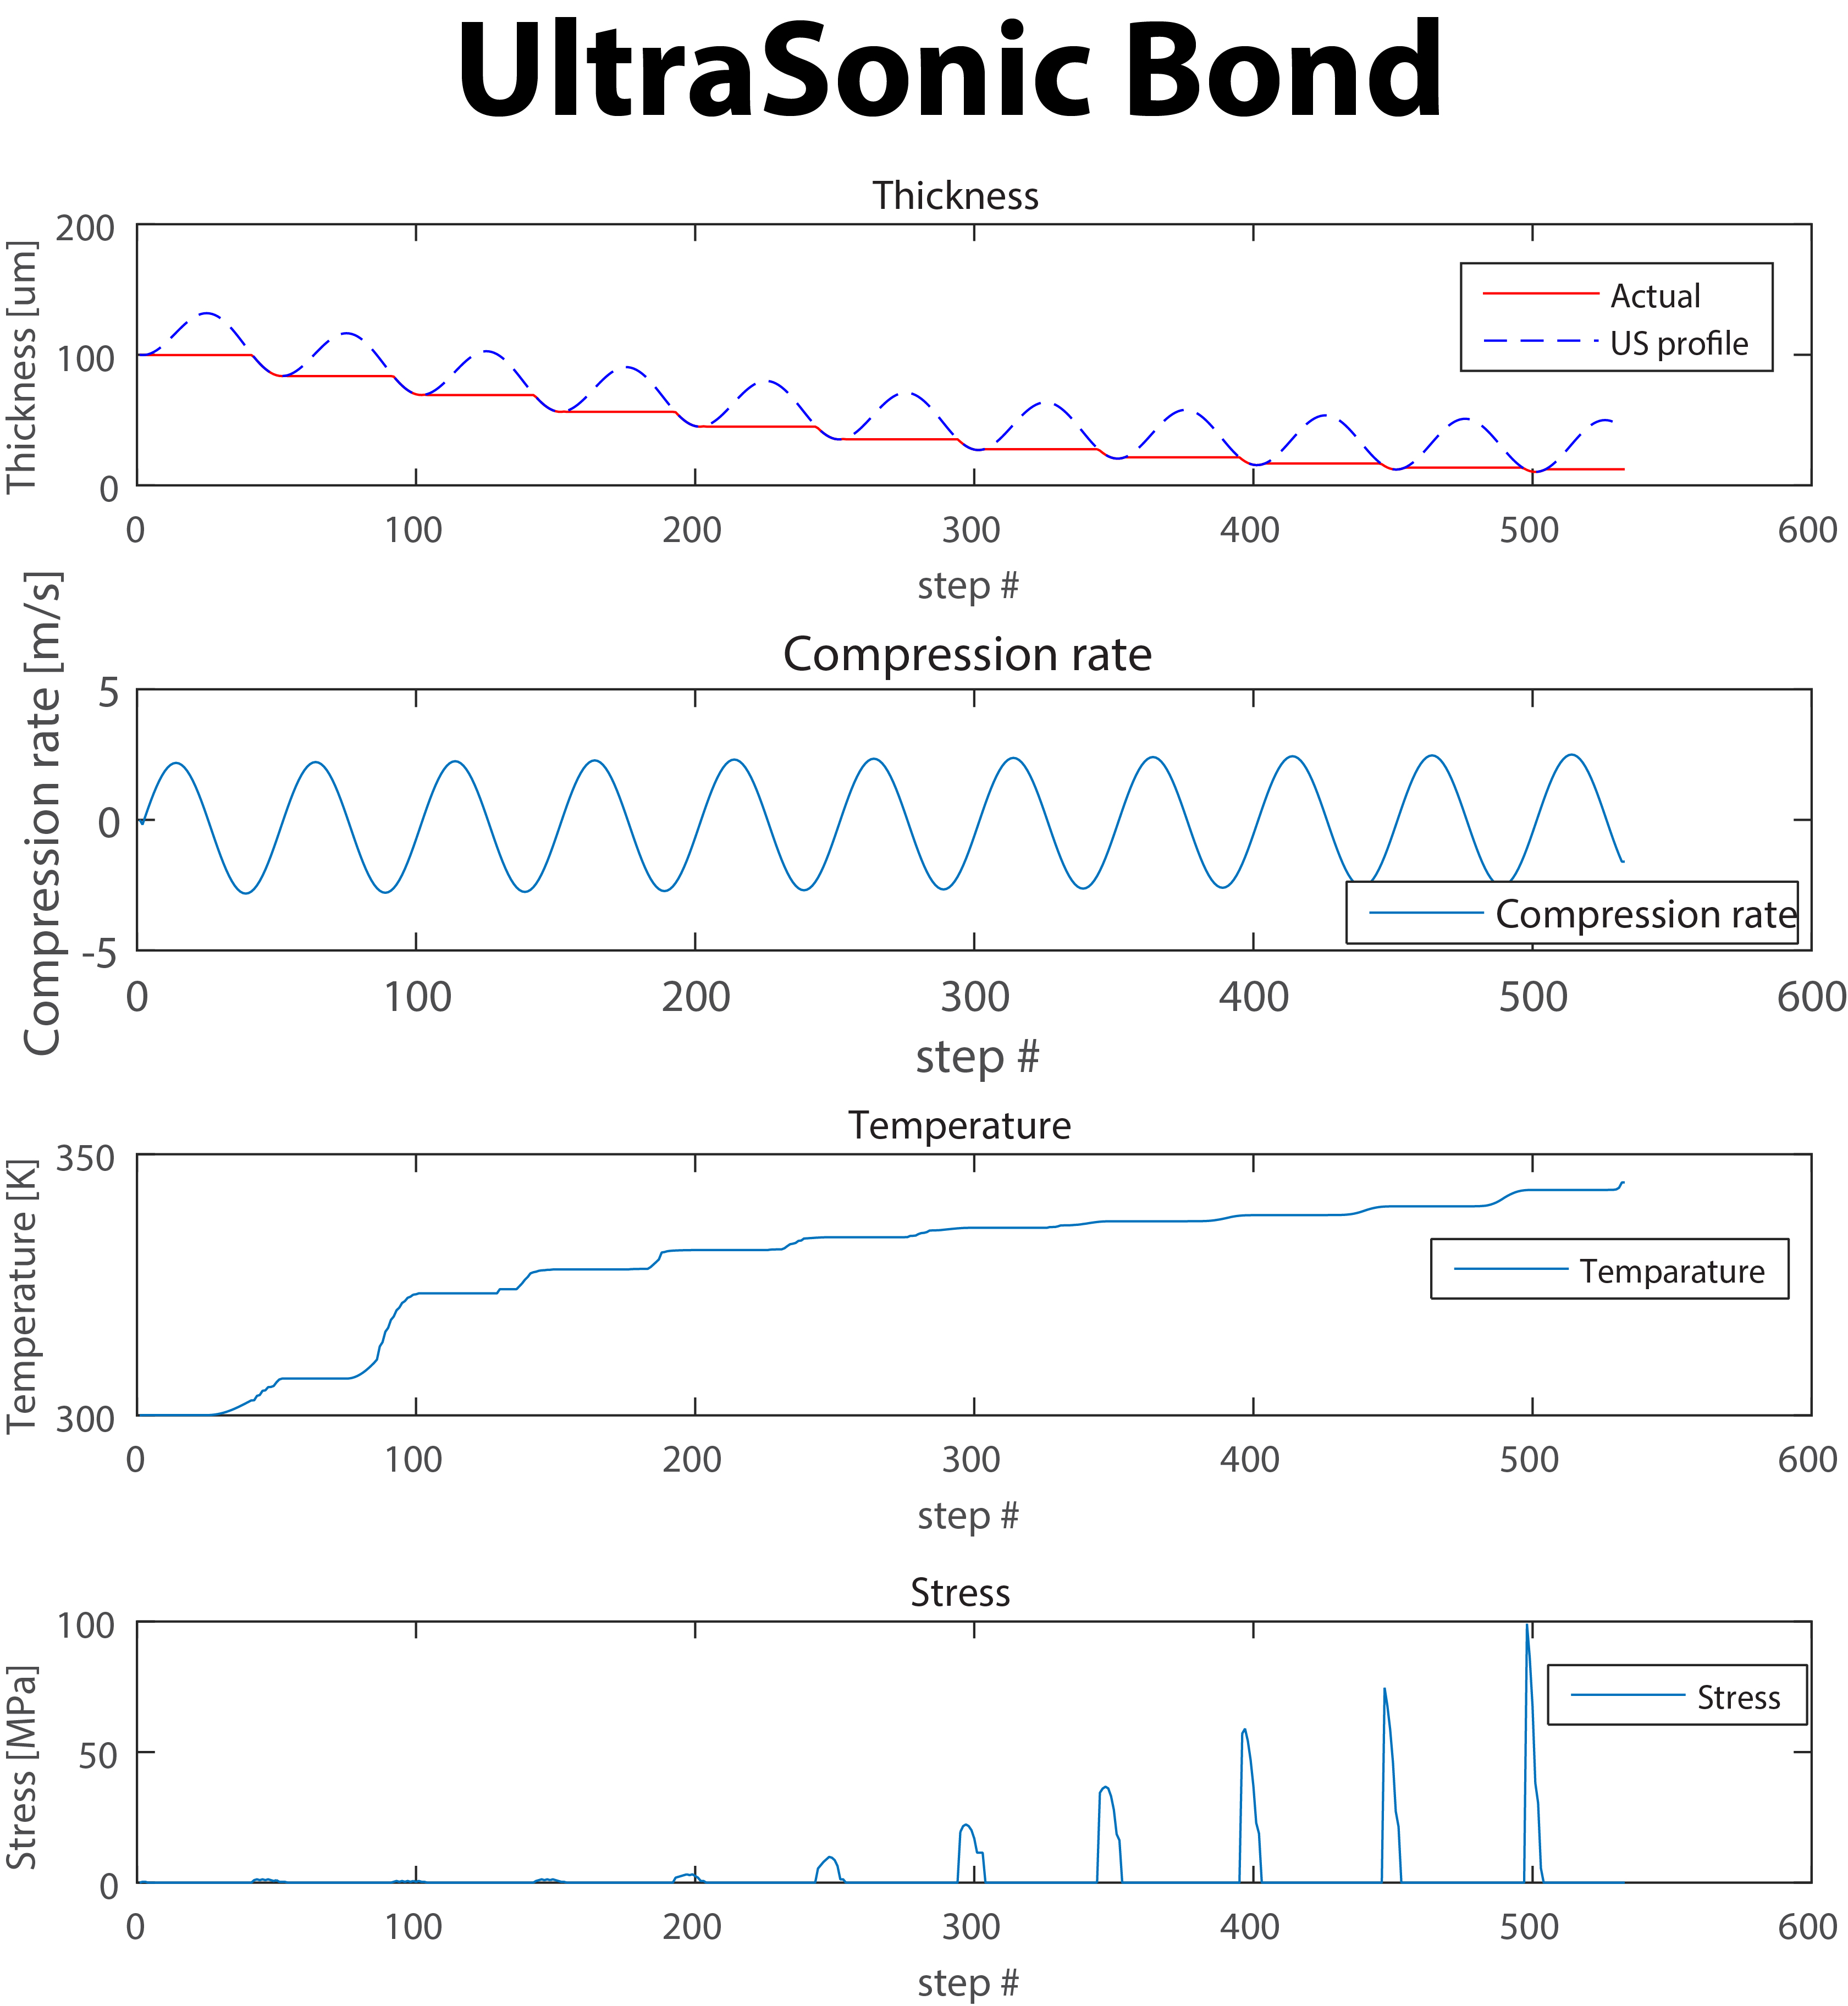 UltraSonic Bond
Thickness
Thickness [um]
200
100
0
Actual
US profile
0 100 200 300 400 500 600
step #
Compression rate
Compression rate [m/s]
5
0
-5
Compression rate
0 100 200 300 400 500 600
step #
Temperature
Temperature [K]
350
300
Temparature
0 100 200 300 400 500 600
step #
Stress
Stress [MPa]
100
50
0
Stress
0 100 200 300 400 500 600
step #